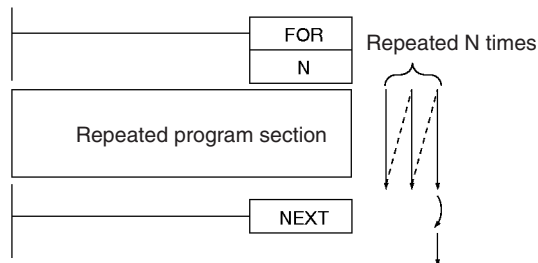 FOR
Repeated N times
N
Repeated program section
NEXT